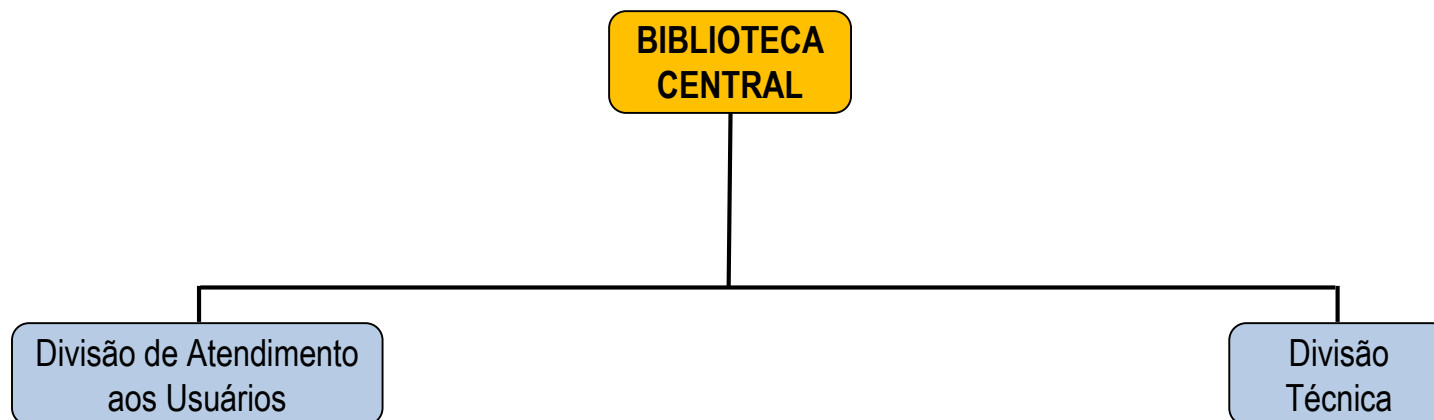 BIBLIOTECA
CENTRAL
Divisão de Atendimento
aos Usuários
Divisão
Técnica